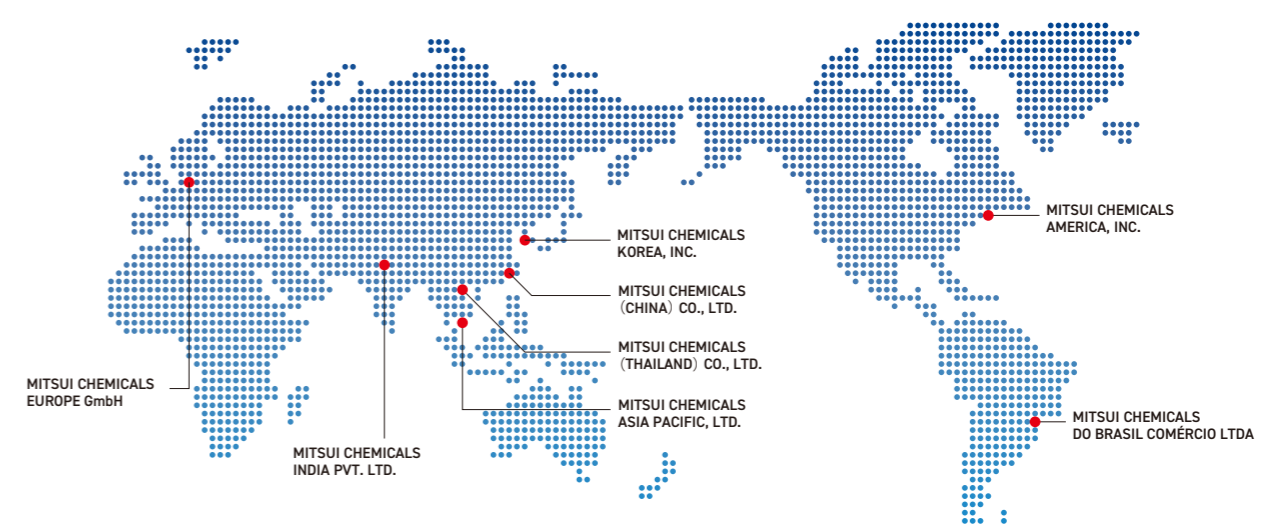 MITSUI CHEMICALS
AMERICA, INC.
MITSUI CHEMICALS
KOREA, INC.
MITSUI CHEMICALS
（CHINA）CO., LTD.
MITSUI CHEMICALS
（THAILAND）CO., LTD.
MITSUI CHEMICALS
EUROPE GmbH
MITSUI CHEMICALS
ASIA PACIFIC, LTD.
MITSUI CHEMICALS
DO BRASIL COMÉRCIO LTDA
MITSUI CHEMICALS
INDIA PVT. LTD.